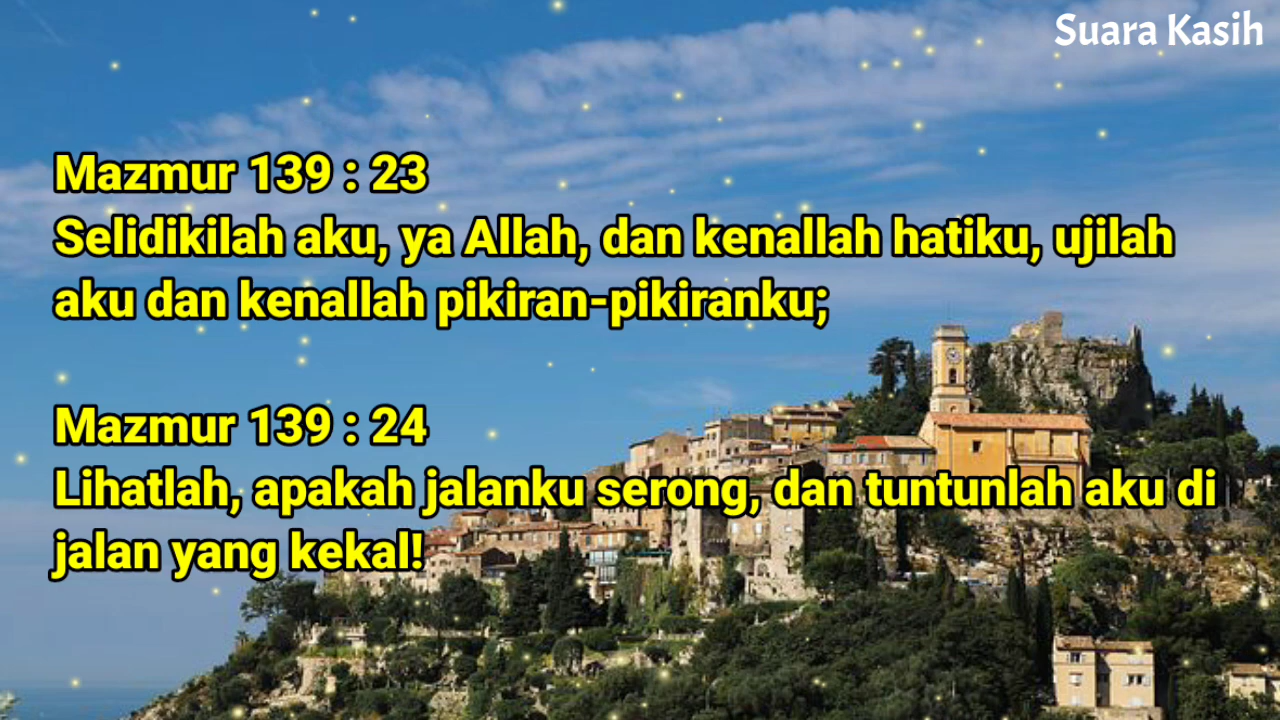 Suara Kasih
Mazmur 139 : 23
Selidikilah aku, ya Allah, dan kenallah hatiku, ujilah
aku dan kenallah pikiran-pikiranku;
Mazmur 139 : 24
Lihatlah, apakah jalanku serong, dan tuntunlah aku di
jalan yang kekal!